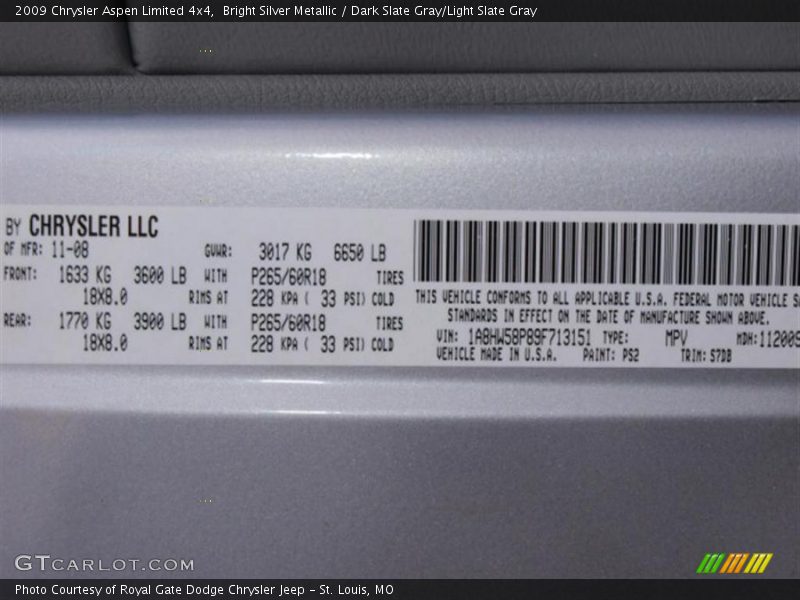 2009 Chrysler Aspen Limited 4x4, Bright Silver Metallic / Dark Slate Gray/Light Slate Gray
BY CHRYSLER LLC
OF MFR: 11-08 GVWR: 3017 KG 6650 LB
FRONT: 1633 KG 3600 LB WITH P265/60R18 TIRES
18X8.0 RIMS AT 228 KPA ( 33 PSI) COLD
REAR: 1770 KG 3900 LB WITH P265/60R18 TIRES
18X8.0 RIMS AT 228 KPA ( 33 PSI) COLD
THIS VEHICLE CONFORMS TO ALL APPLICABLE U.S.A. FEDERAL MOTOR VEHICLE
STANDARDS IN EFFECT ON THE DATE OF MANUFACTURE SHOWN ABOVE.
VIN: 1A8HW58P89F713151 TYPE: MPV MDH:112009
VEHICLE MADE IN U.S.A. PAINT: PS2 TRIM: S7DB
GTCARLOT.COM
Photo Courtesy of Royal Gate Dodge Chrysler Jeep – St. Louis, MO